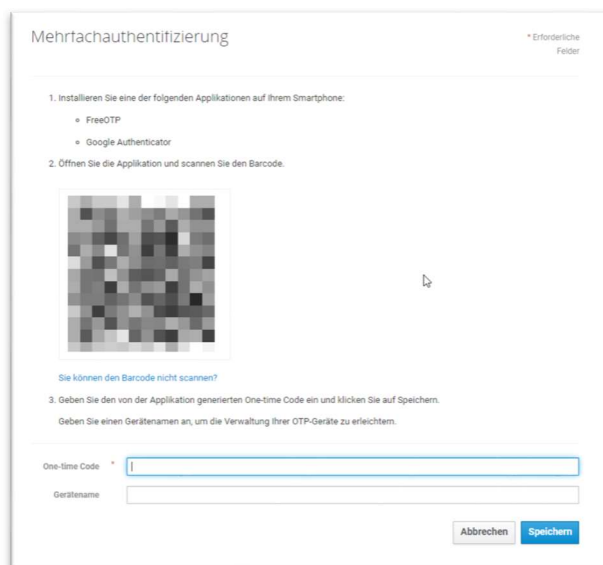 Mehrfachauthentifizierung
* Erforderliche
Felder
1. Installieren Sie eine der folgenden Applikationen auf Ihrem Smartphone:
FreeOTP
Google Authenticator
2. Öffnen Sie die Applikation und scannen Sie den Barcode.
Sie können den Barcode nicht scannen?
3. Geben Sie den von der Applikation generierten One-time Code ein und klicken Sie auf Speichern.
Geben Sie einen Gerätenamen an, um die Verwaltung Ihrer OTP-Geräte zu erleichtern.
One-time Code *
Gerätename
Abbrechen Speichern